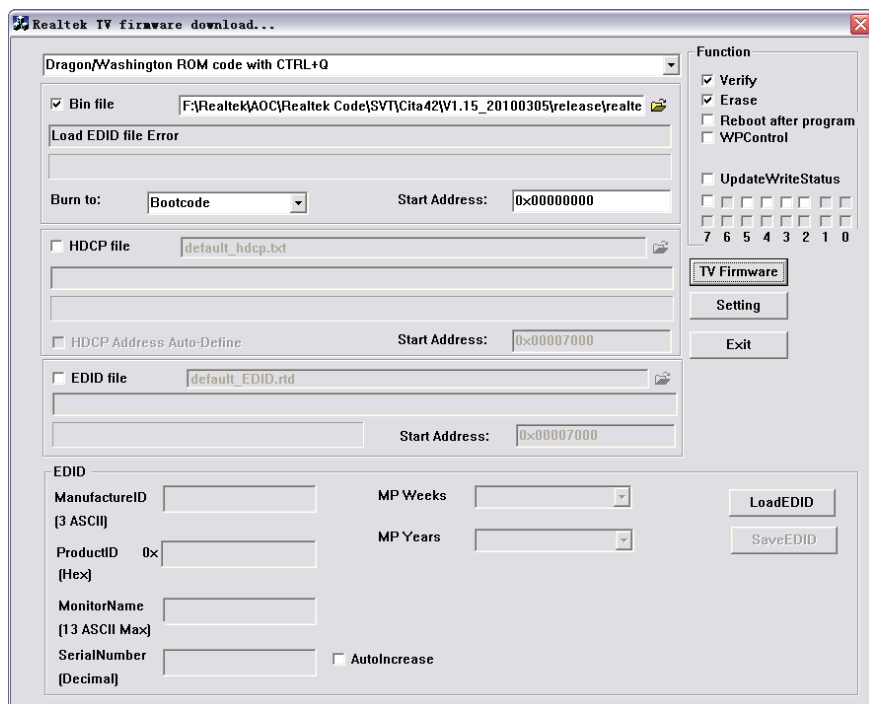 Realtek TV firmware download...
Dragon/Washington ROM code with CTRL+Q
Bin file F:\Realtek\AOC\Realtek Code\SVT\Cita42\V1.15_20100305\release\realte
Load EDID file Error
Burn to: Bootcode Start Address: 0x00000000
HDCP file default_hdcp.txt
HDCP Address Auto-Define Start Address: 0x00007000
EDID file default_EDID.rtd
Start Address: 0x00007000
Function
Verify
Erase
Reboot after program
WPControl
UpdateWriteStatus
7 6 5 4 3 2 1 0
TV Firmware
Setting
Exit
EDID
ManufactureID
(3 ASCII)
MP Weeks
LoadEDID
ProductID 0x
(Hex)
MP Years
SaveEDID
MonitorName
(13 ASCII Max)
SerialNumber
(Decimal)
AutoIncrease